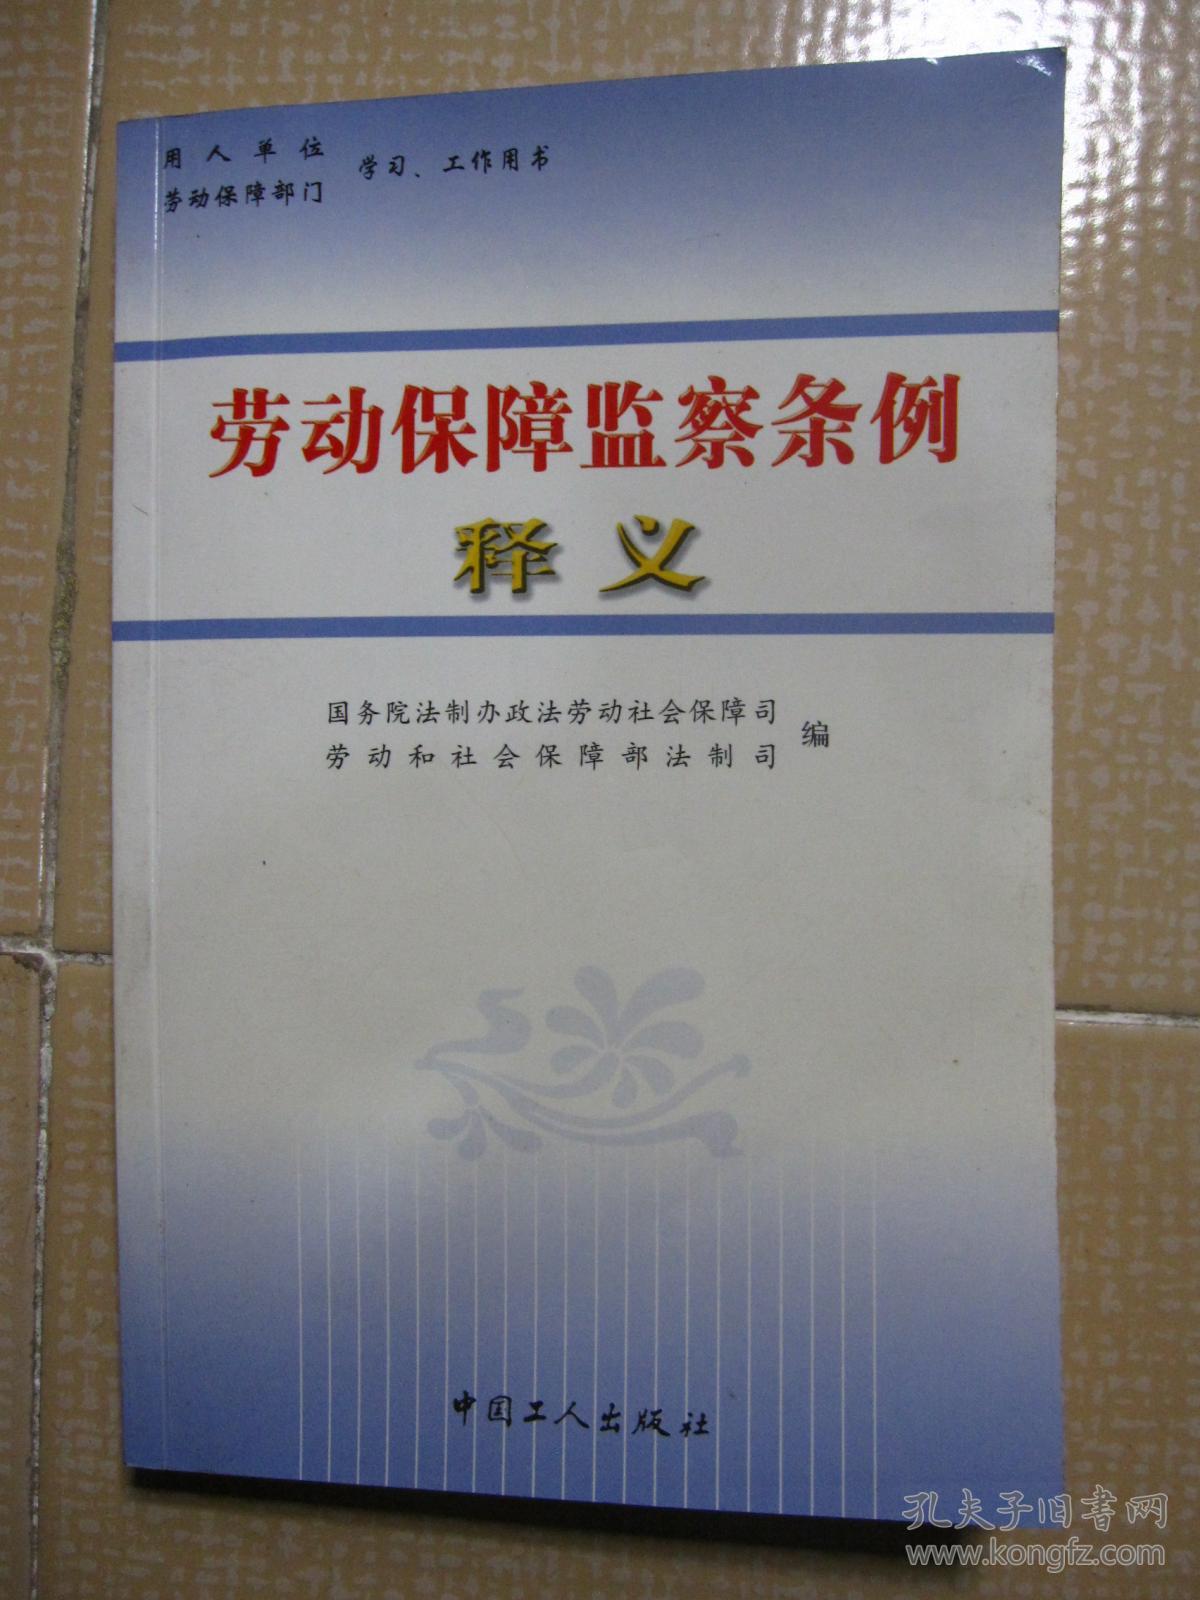 用人单位
劳动保障部门
学习、工作用书
劳动保障监察条例
释义
国务院法制办政法劳动社会保障司
劳动和社会保障部法制司
编
中国工人出版社
孔夫子旧书网
www.kongfz.com